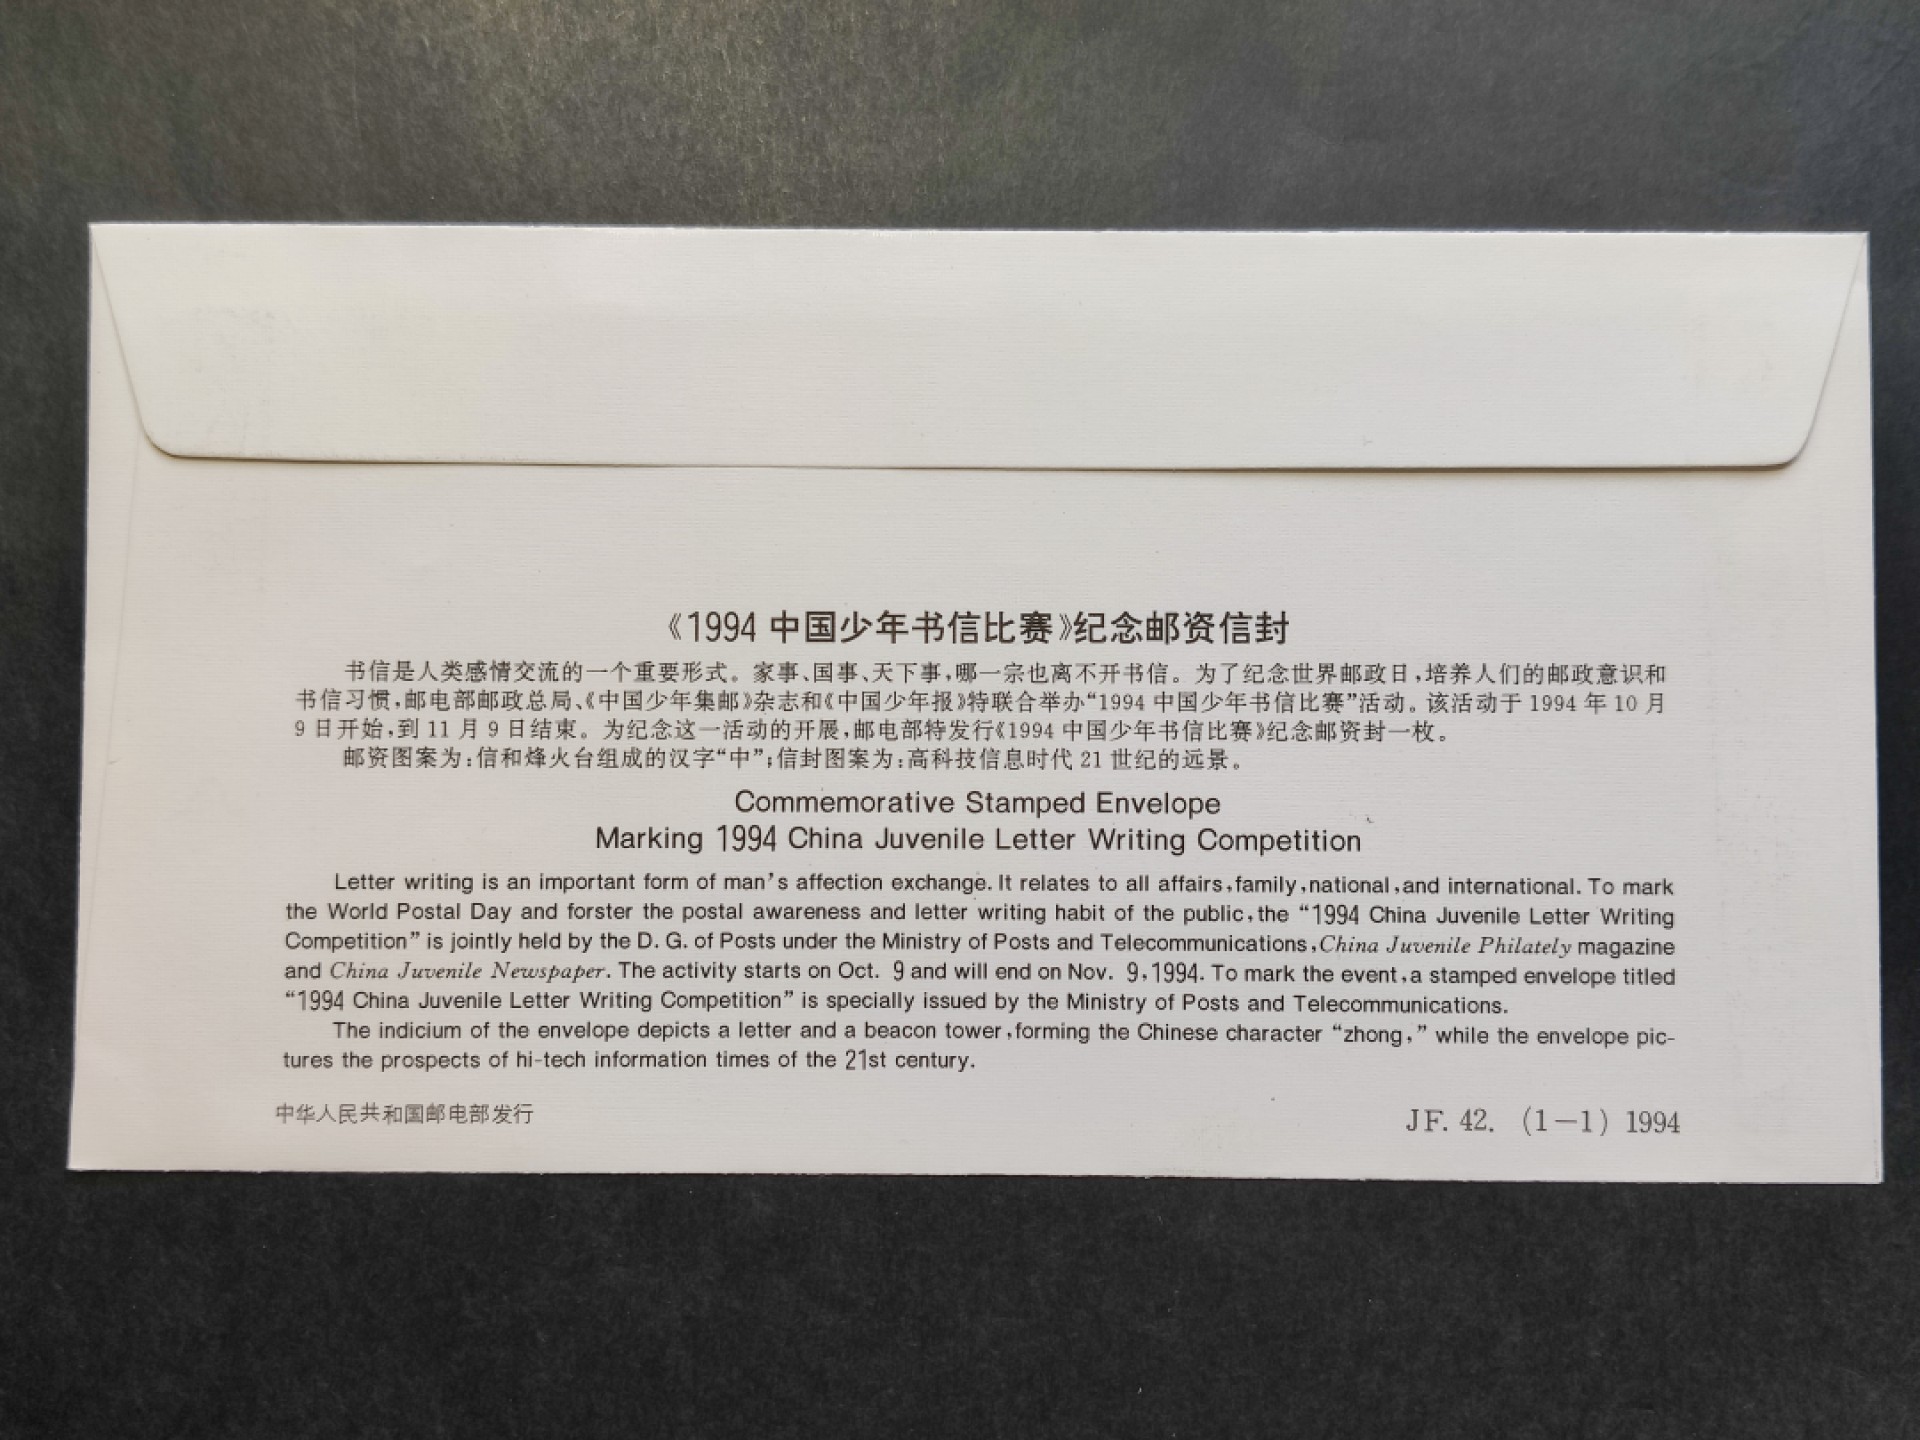 《1994 中国少年书信比赛》纪念邮资信封
书信是人类感情交流的一个重要形式。家事、国事、天下事,哪一宗也离不开书信。为了纪念世界邮政日,培养人们的邮政意识和
书信习惯,邮电部邮政总局、《中国少年集邮》杂志和《中国少年报》特联合举办“1994 中国少年书信比赛”活动。该活动于 1994 年 10 月
9 日开始,到 11 月 9 日结束。为纪念这一活动的开展,邮电部特发行《1994 中国少年书信比赛》纪念邮资封一枚。
邮资图案为:信和烽火台组成的汉字“中”;信封图案为:高科技信息时代 21 世纪的远景。
Commemorative Stamped Envelope
Marking 1994 China Juvenile Letter Writing Competition
Letter writing is an important form of man's affection exchange. It relates to all affairs,family,national,and international. To mark
the World Postal Day and forster the postal awareness and letter writing habit of the public,the “1994 China Juvenile Letter Writing
Competition” is jointly held by the D. G. of Posts under the Ministry of Posts and Telecommunications,China Juvenile Philately magazine
and China Juvenile Newspaper. The activity starts on Oct. 9 and will end on Nov. 9,1994. To mark the event,a stamped envelope titled
“1994 China Juvenile Letter Writing Competition” is specially issued by the Ministry of Posts and Telecommunications.
The indicium of the envelope depicts a letter and a beacon tower,forming the Chinese character “zhong,” while the envelope pic-
tures the prospects of hi-tech information times of the 21st century.
中华人民共和国邮电部发行
JF. 42. (1－1) 1994